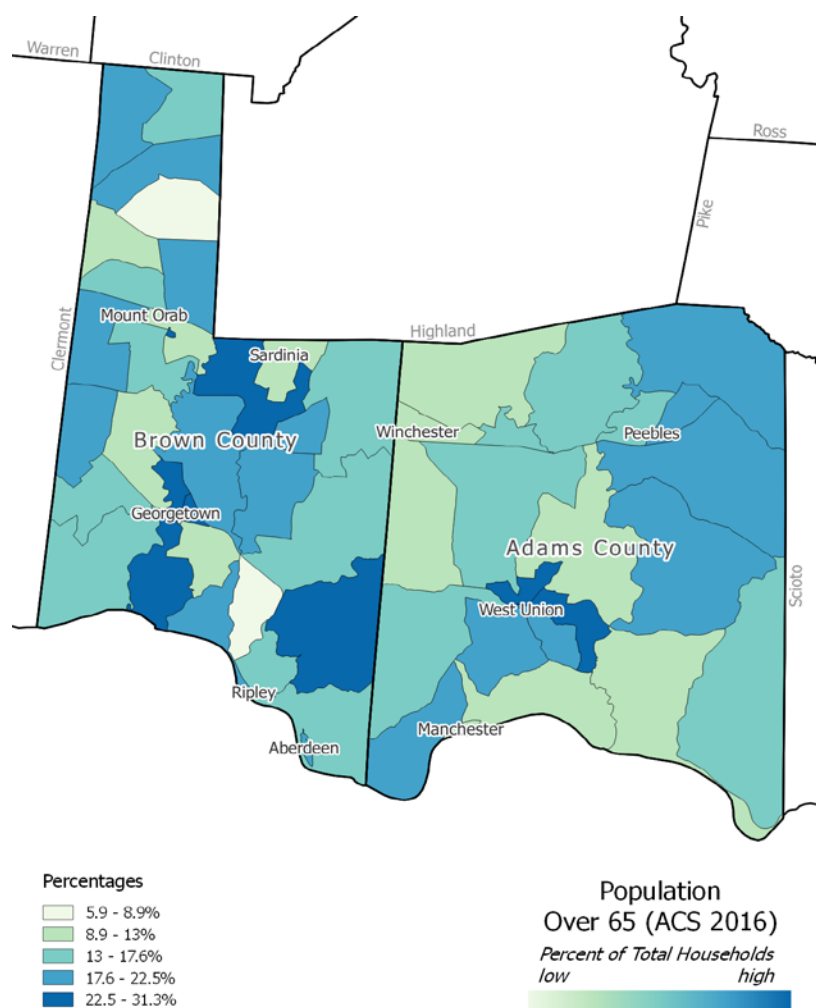 Warren
Clinton
Ross
Pike
Clermont
Mount Orab
Highland
Sardinia
Brown County
Winchester
Peebles
Georgetown
Adams County
Scioto
West Union
Ripley
Manchester
Aberdeen
Percentages
5.9 - 8.9%
8.9 - 13%
13 - 17.6%
17.6 - 22.5%
22.5 - 31.3%
Population
Over 65 (ACS 2016)
Percent of Total Households
low high